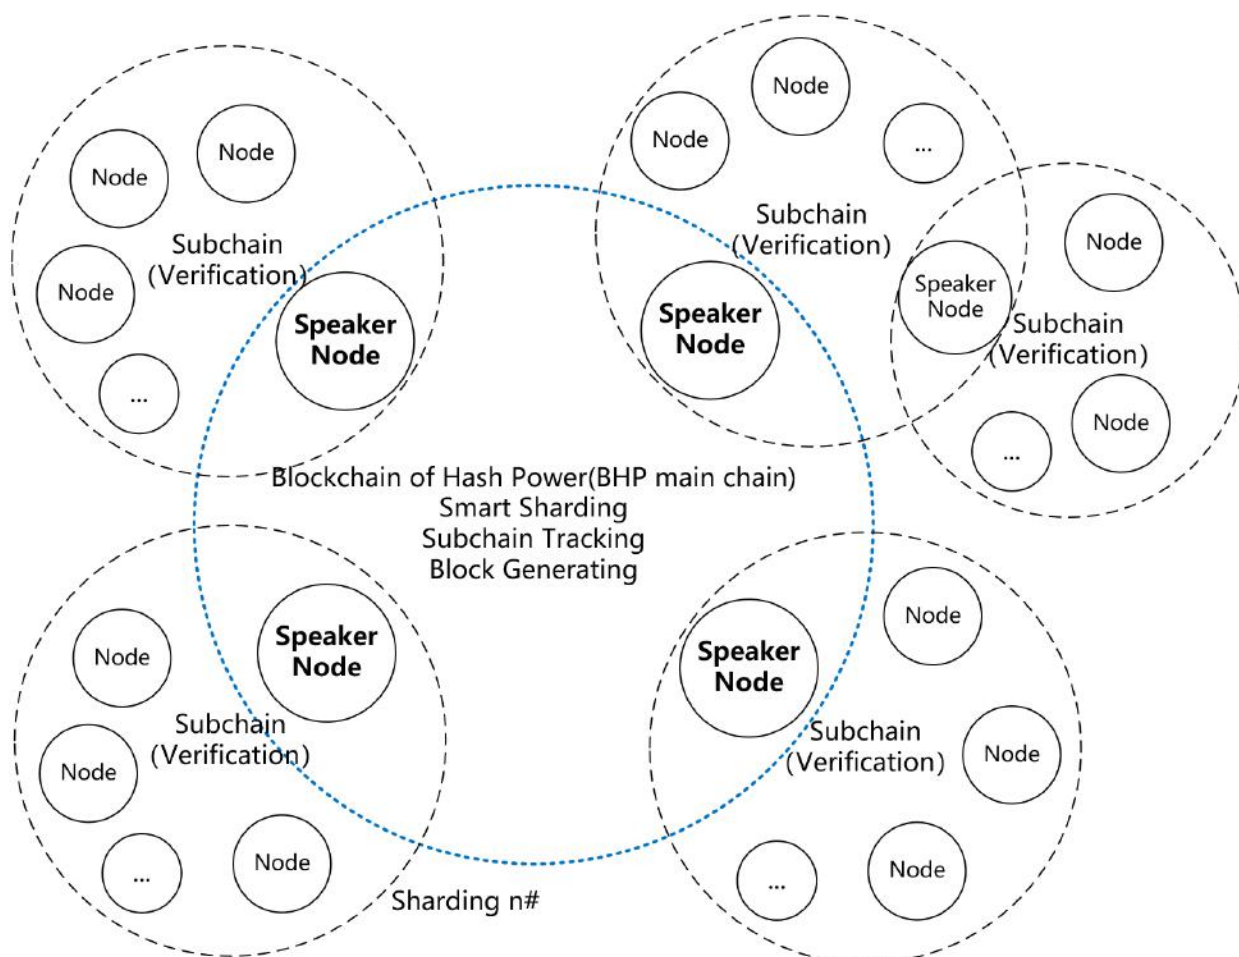 Node
Node
Node
...
Subchain
(Verification)
Speaker
Node
Node
Node
...
Subchain
(Verification)
Speaker
Node
Speaker
Node
Node
Subchain
(Verification)
Node
...
Blockchain of Hash Power(BHP main chain)
Smart Sharding
Subchain Tracking
Block Generating
Node
Speaker
Node
Subchain
(Verification)
Node
...
Node
Sharding n#
Speaker
Node
Node
Subchain
(Verification)
Node
Node
...